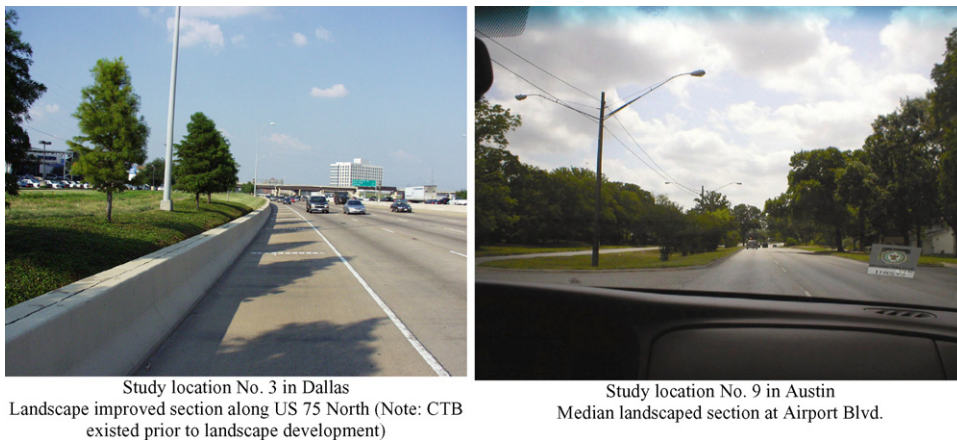 Study location No. 3 in Dallas
Landscape improved section along US 75 North (Note: CTB
existed prior to landscape development)
Study location No. 9 in Austin
Median landscaped section at Airport Blvd.